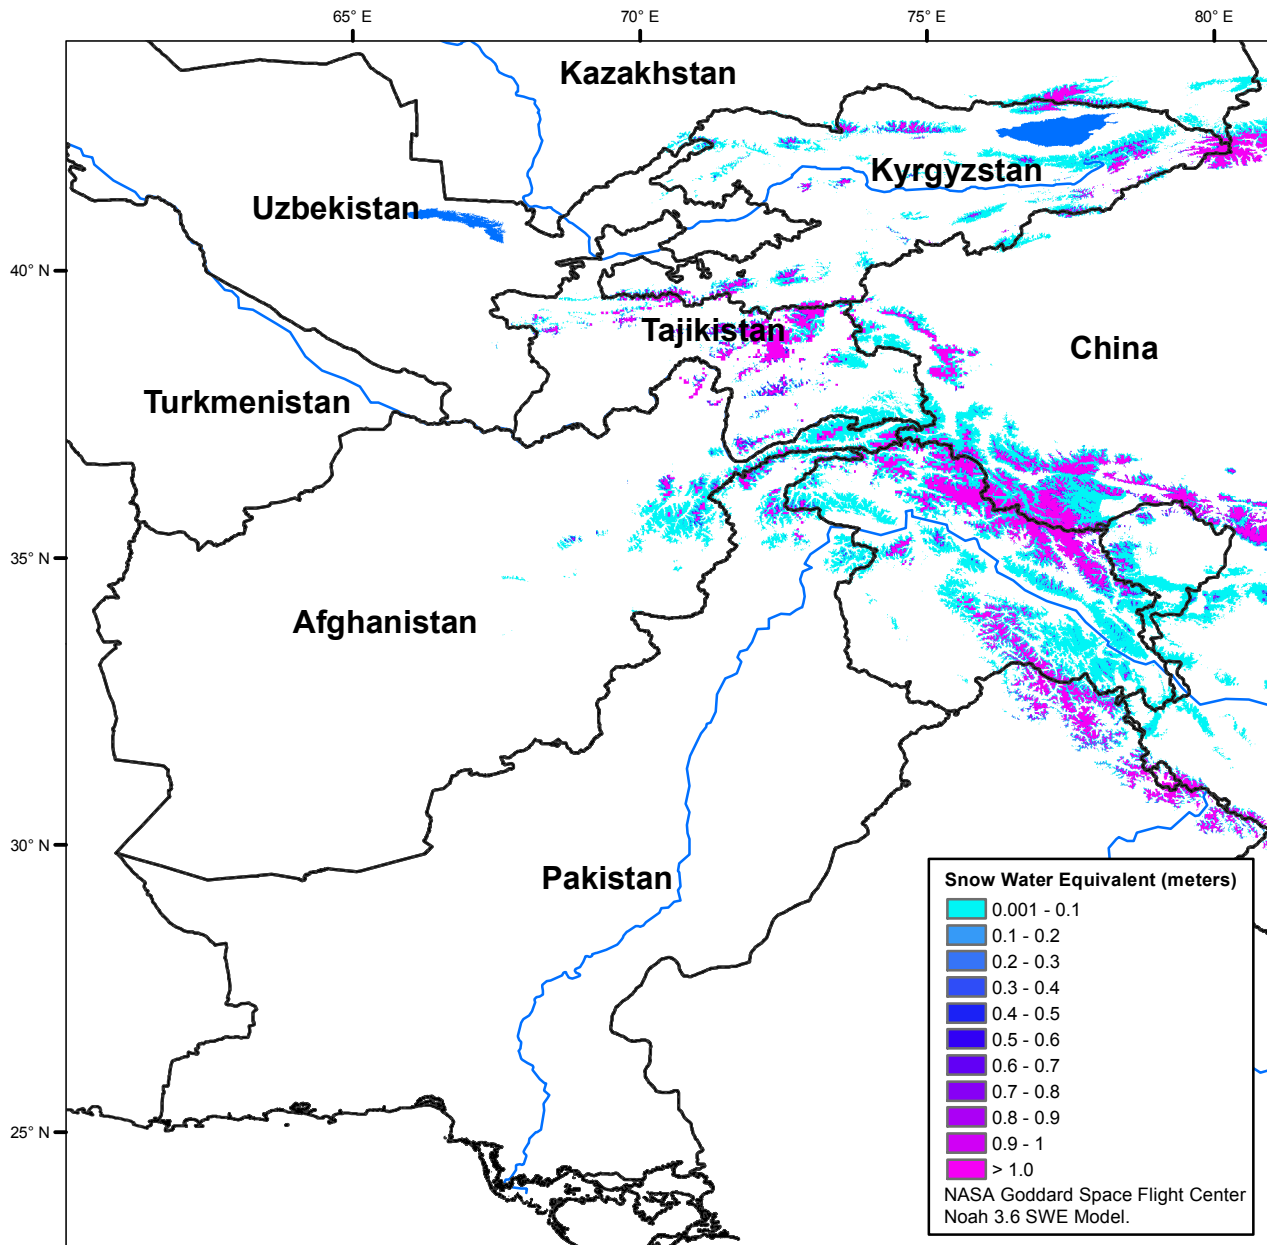 65° E
70° E
75° E
80° E
Kazakhstan
Kyrgyzstan
Uzbekistan
40° N
Tajikistan
China
Turkmenistan
35° N
Afghanistan
30° N
Pakistan
25° N
Snow Water Equivalent (meters)
0.001 - 0.1
0.1 - 0.2
0.2 - 0.3
0.3 - 0.4
0.4 - 0.5
0.5 - 0.6
0.6 - 0.7
0.7 - 0.8
0.8 - 0.9
0.9 - 1
> 1.0
NASA Goddard Space Flight Center
Noah 3.6 SWE Model.